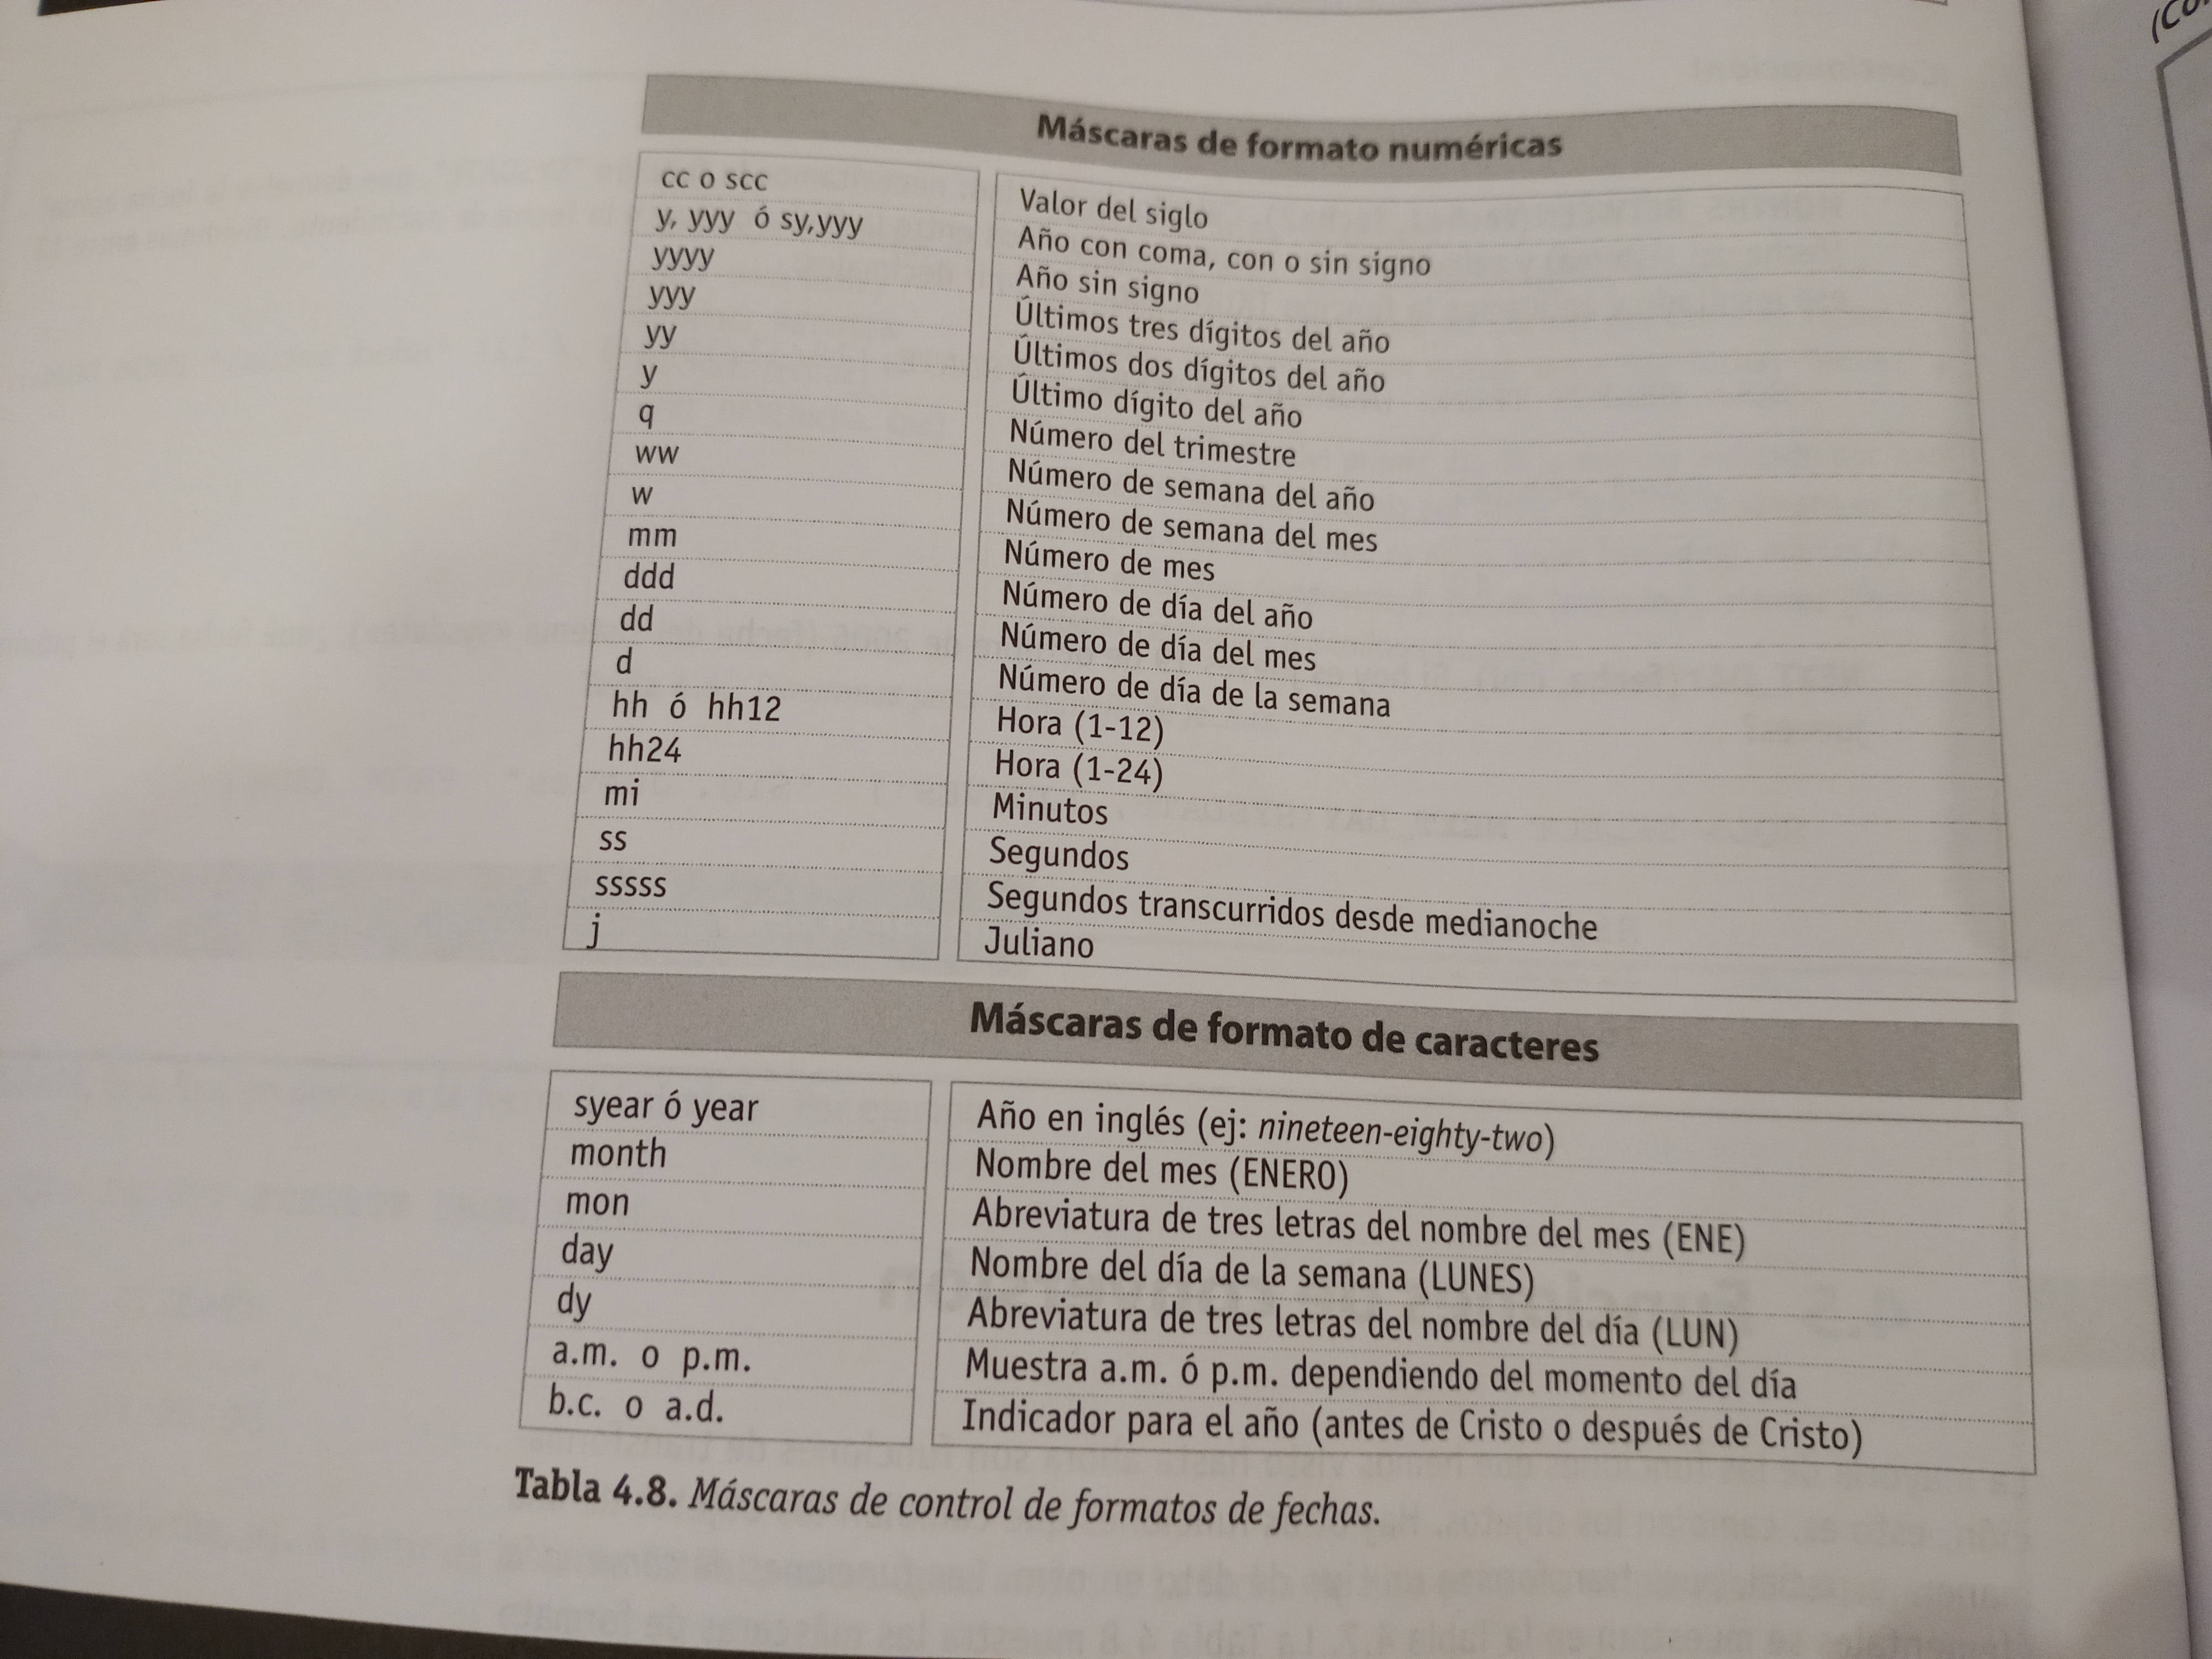 (Co
Máscaras de formato numéricas
cc o scc Valor del siglo
y, yyy ó sy,yyy Año con coma, con o sin signo
yyyy Año sin signo
yyy Últimos tres dígitos del año
yy Últimos dos dígitos del año
y Último dígito del año
q Número del trimestre
ww Número de semana del año
w Número de semana del mes
mm Número de mes
ddd Número de día del año
dd Número de día del mes
d Número de día de la semana
hh ó hh12 Hora (1-12)
hh24 Hora (1-24)
mi Minutos
ss Segundos
sssss Segundos transcurridos desde medianoche
j Juliano
Máscaras de formato de caracteres
syear ó year Año en inglés (ej: nineteen-eighty-two)
month Nombre del mes (ENERO)
mon Abreviatura de tres letras del nombre del mes (ENE)
day Nombre del día de la semana (LUNES)
dy Abreviatura de tres letras del nombre del día (LUN)
a.m. o p.m. Muestra a.m. ó p.m. dependiendo del momento del día
b.c. o a.d. Indicador para el año (antes de Cristo o después de Cristo)
Tabla 4.8. Máscaras de control de formatos de fechas.